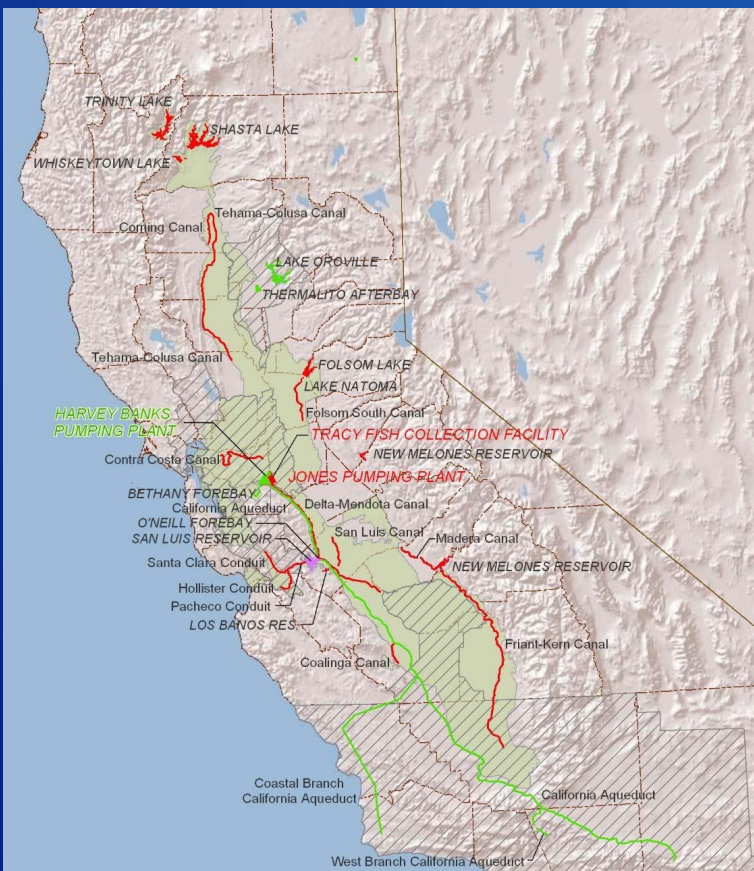 TRINITY LAKE
SHASTA LAKE
WHISKEYTOWN LAKE
Tehama-Colusa Canal
Corning Canal
LAKE OROVILLE
THERMALITO AFTERBAY
Tehama-Colusa Canal
FOLSOM LAKE
LAKE NATOMA
Folsom South Canal
HARVEY BANKS
PUMPING PLANT
TRACY FISH COLLECTION FACILITY
NEW MELONES RESERVOIR
Contra Costa Canal
JONES PUMPING PLANT
BETHANY FOREBAY
Delta-Mendota Canal
California Aqueduct
O'NEILL FOREBAY
San Luis Canal
Madera Canal
SAN LUIS RESERVOIR
Santa Clara Conduit
NEW MELONES RESERVOIR
Hollister Conduit
Pacheco Conduit
LOS BANOS RES.
Friant-Kern Canal
Coalinga Canal
Coastal Branch
California Aqueduct
California Aqueduct
West Branch California Aqueduct